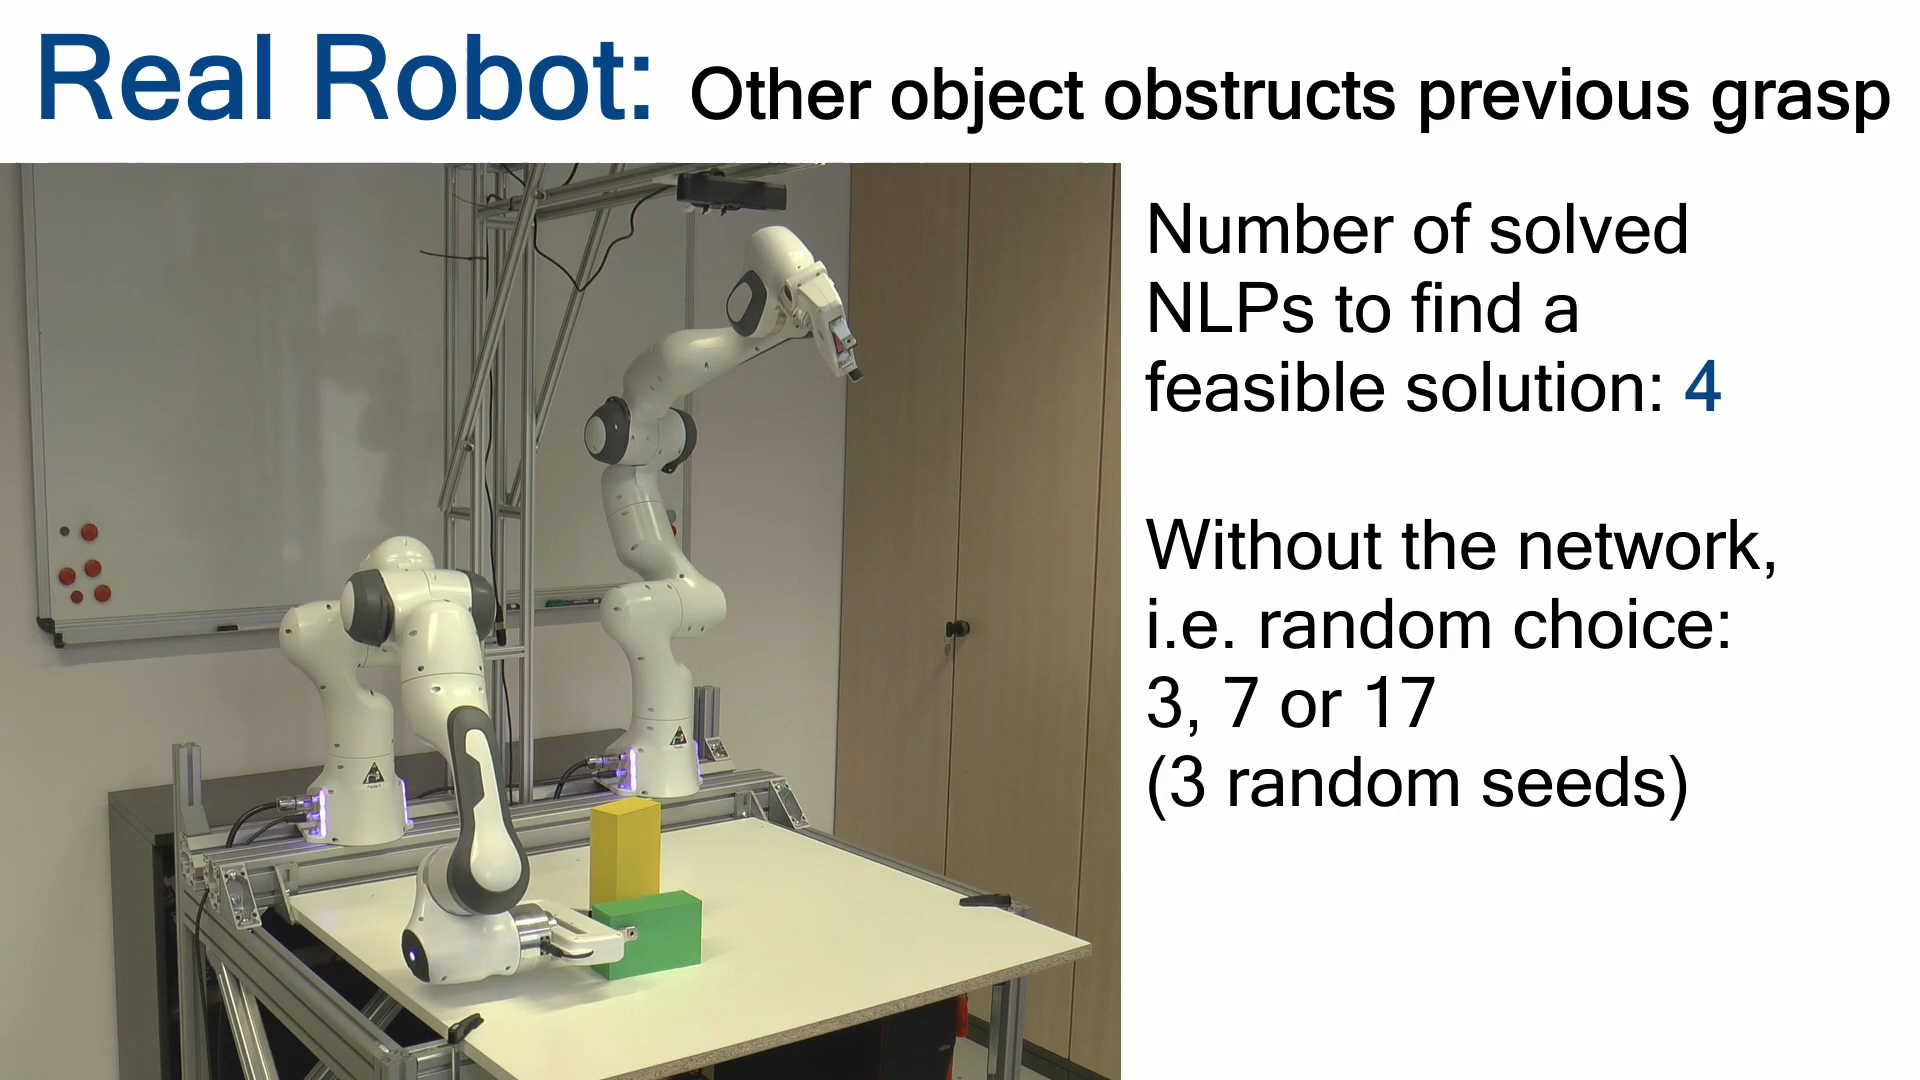 Real Robot: Other object obstructs previous grasp
Number of solved
NLPs to find a
feasible solution: 4
Without the network,
i.e. random choice:
3, 7 or 17
(3 random seeds)